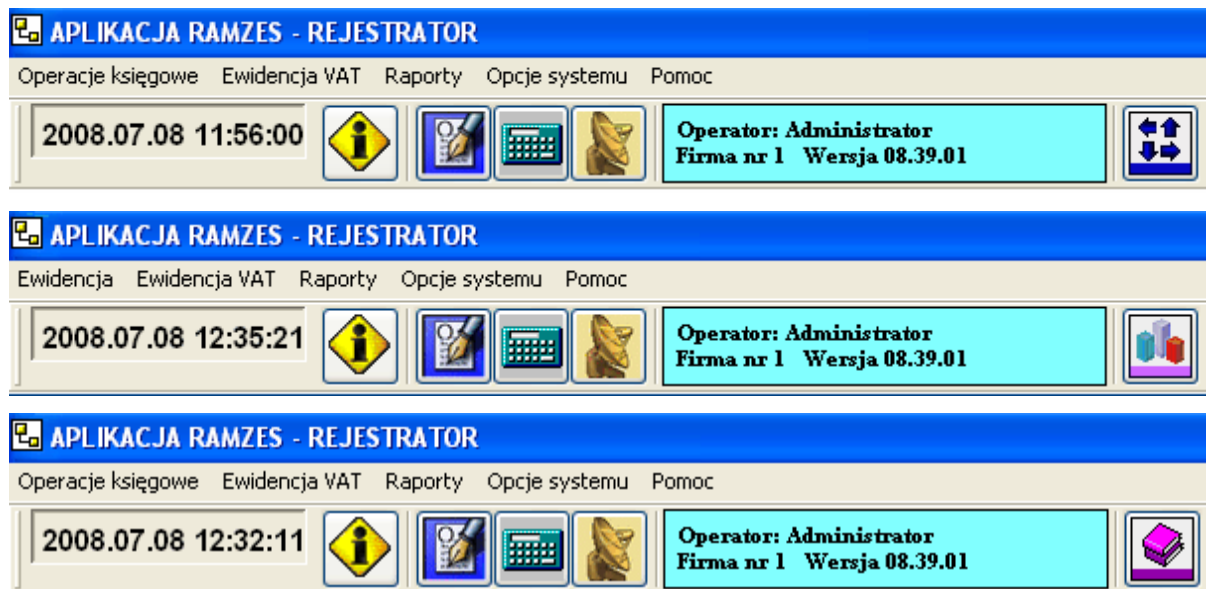 APLIKACJA RAMZES - REJESTRATOR
Operacje księgowe Ewidencja VAT Raporty Opcje systemu Pomoc
2008.07.08 11:56:00
Operator: Administrator
Firma nr 1 Wersja 08.39.01
APLIKACJA RAMZES - REJESTRATOR
Ewidencja Ewidencja VAT Raporty Opcje systemu Pomoc
2008.07.08 12:35:21
Operator: Administrator
Firma nr 1 Wersja 08.39.01
APLIKACJA RAMZES - REJESTRATOR
Operacje księgowe Ewidencja VAT Raporty Opcje systemu Pomoc
2008.07.08 12:32:11
Operator: Administrator
Firma nr 1 Wersja 08.39.01